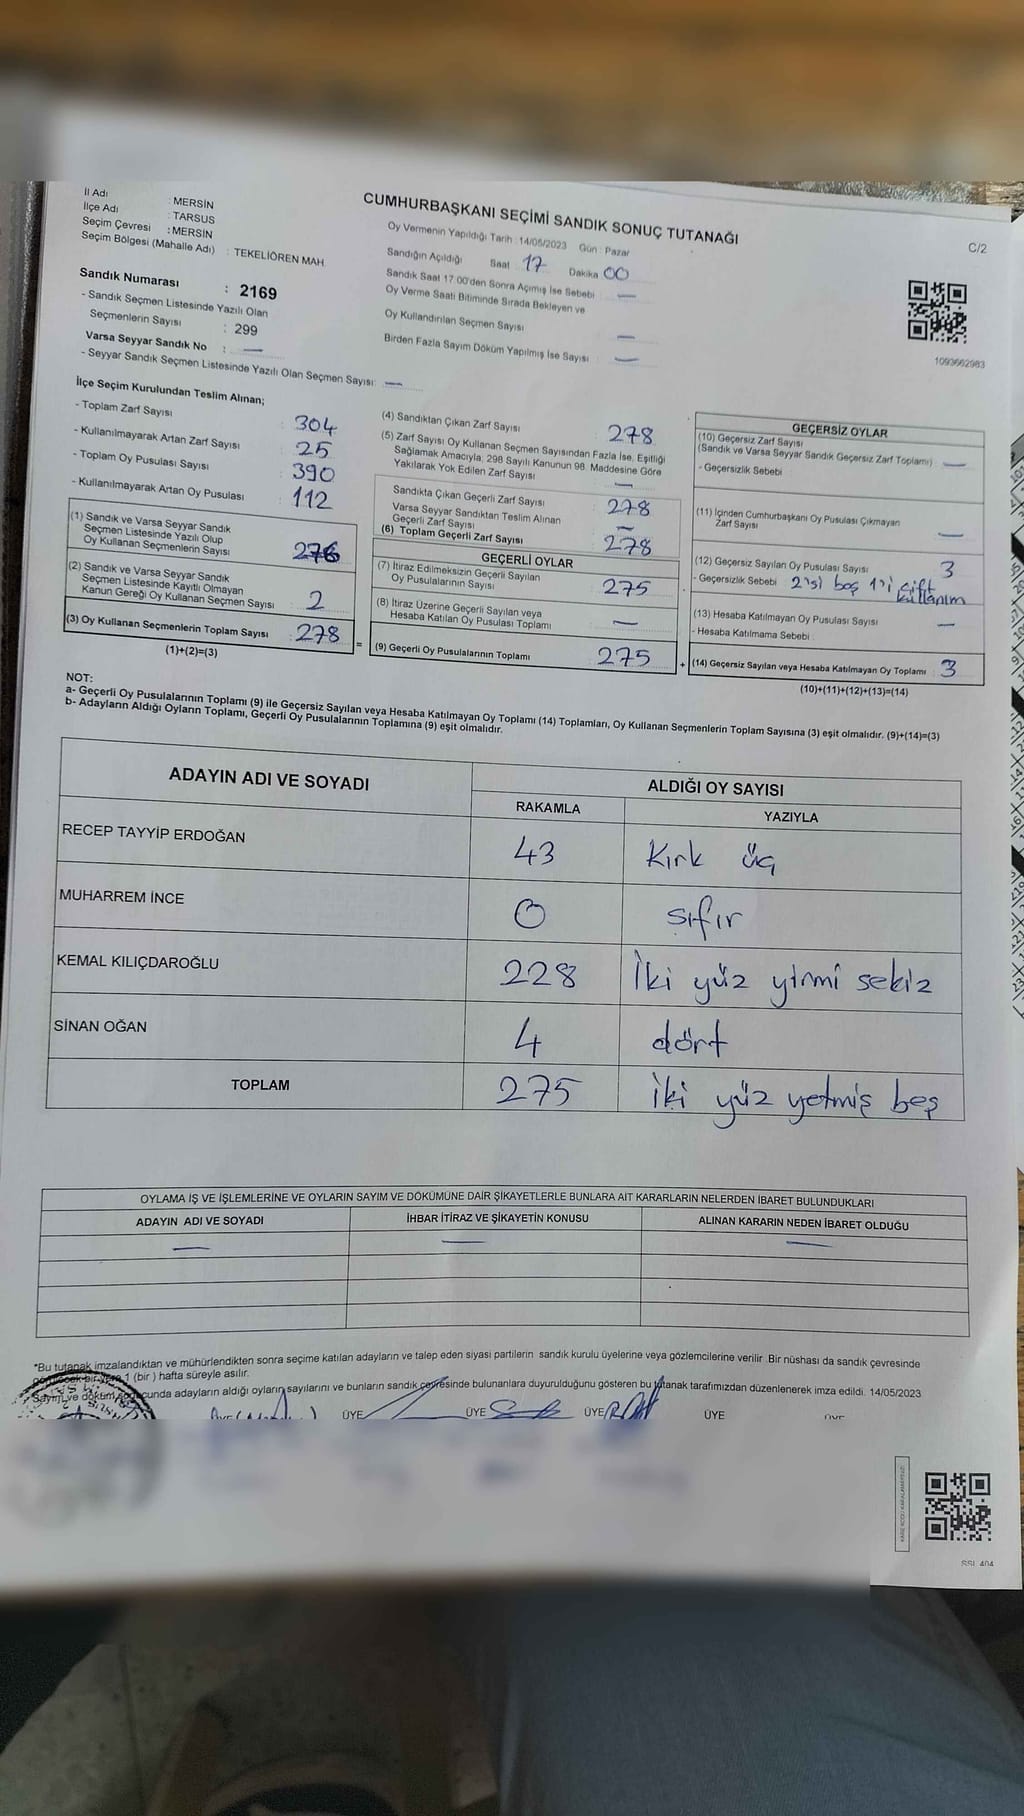 İl Adı : MERSİN
İlçe Adı : TARSUS
Seçim Çevresi : MERSİN
Seçim Bölgesi (Mahalle Adı) : TEKELİÖREN MAH.
Sandık Numarası : 2169
- Sandık Seçmen Listesinde Yazılı Olan
Seçmenlerin Sayısı : 299
Varsa Seyyar Sandık No : —
- Seyyar Sandık Seçmen Listesinde Yazılı Olan Seçmen Sayısı: —
CUMHURBAŞKANI SEÇİMİ SANDIK SONUÇ TUTANAĞI
Oy Vermenin Yapıldığı Tarih : 14/05/2023 Gün : Pazar
Sandığın Açıldığı Saat 17 Dakika 00
Sandık Saat 17:00'den Sonra Açımış İse Sebebi —
Oy Verme Saati Bitiminde Sırada Bekleyen ve
Oy Kullandırılan Seçmen Sayısı —
Birden Fazla Sayım Döküm Yapılmış İse Sayısı —
C/2
1093662983
İlçe Seçim Kurulundan Teslim Alınan;
- Toplam Zarf Sayısı : 304
- Kullanılmayarak Artan Zarf Sayısı : 25
- Toplam Oy Pusulası Sayısı : 390
- Kullanılmayarak Artan Oy Pusulası : 112
(1) Sandık ve Varsa Seyyar Sandık
Seçmen Listesinde Yazılı Olup
Oy Kullanan Seçmenlerin Sayısı 276
(2) Sandık ve Varsa Seyyar Sandık
Seçmen Listesinde Kayıtlı Olmayan
Kanun Gereği Oy Kullanan Seçmen Sayısı 2
(3) Oy Kullanan Seçmenlerin Toplam Sayısı 278
(1)+(2)=(3)
(4) Sandıktan Çıkan Zarf Sayısı 278
(5) Zarf Sayısı Oy Kullanan Seçmen Sayısından Fazla İse, Eşitliği
Sağlamak Amacıyla; 298 Sayılı Kanunun 98. Maddesine Göre
Yakılarak Yok Edilen Zarf Sayısı —
Sandıkta Çıkan Geçerli Zarf Sayısı 278
Varsa Seyyar Sandıktan Teslim Alınan
Geçerli Zarf Sayısı —
(6) Toplam Geçerli Zarf Sayısı 278
GEÇERLİ OYLAR
(7) İtiraz Edilmeksizin Geçerli Sayılan
Oy Pusulalarının Sayısı 275
(8) İtiraz Üzerine Geçerli Sayılan veya
Hesaba Katılan Oy Pusulası Toplamı —
(9) Geçerli Oy Pusulalarının Toplamı 275
GEÇERSİZ OYLAR
(10) Geçersiz Zarf Sayısı
(Sandık ve Varsa Seyyar Sandık Geçersiz Zarf Toplamı) —
- Geçersizlik Sebebi :
(11) İçinden Cumhurbaşkanı Oy Pusulası Çıkmayan
Zarf Sayısı —
(12) Geçersiz Sayılan Oy Pusulası Sayısı 3
- Geçersizlik Sebebi 2'si boş 1'i çift
kullanım
(13) Hesaba Katılmayan Oy Pusulası Sayısı —
- Hesaba Katılmama Sebebi :
(14) Geçersiz Sayılan veya Hesaba Katılmayan Oy Toplamı 3
(10)+(11)+(12)+(13)=(14)
NOT:
a- Geçerli Oy Pusulalarının Toplamı (9) ile Geçersiz Sayılan veya Hesaba Katılmayan Oy Toplamı (14) Toplamları, Oy Kullanan Seçmenlerin Toplam Sayısına (3) eşit olmalıdır. (9)+(14)=(3)
b- Adayların Aldığı Oyların Toplamı, Geçerli Oy Pusulalarının Toplamına (9) eşit olmalıdır.
ADAYIN ADI VE SOYADI ALDIĞI OY SAYISI
RAKAMLA YAZIYLA
RECEP TAYYİP ERDOĞAN 43 Kırk üç
MUHARREM İNCE 0 sıfır
KEMAL KILIÇDAROĞLU 228 İki yüz yirmi sekiz
SİNAN OĞAN 4 dört
TOPLAM 275 İki yüz yetmiş beş
OYLAMA İŞ VE İŞLEMLERİNE VE OYLARIN SAYIM VE DÖKÜMÜNE DAİR ŞİKAYETLERLE BUNLARA AİT KARARLARIN NELERDEN İBARET BULUNDUKLARI
ADAYIN ADI VE SOYADI İHBAR İTİRAZ VE ŞİKAYETİN KONUSU ALINAN KARARIN NEDEN İBARET OLDUĞU
— — —
*Bu tutanak imzalandıktan ve mühürlendikten sonra seçime katılan adayların ve talep eden siyasi partilerin sandık kurulu üyelerine veya gözlemcilerine verilir. Bir nüshası da sandık çevresinde
1 (bir) hafta süreyle asılır.
Sayım ve döküm adayların aldığı oyların sayılarını ve bunların sandık çevresinde bulunanlara duyurulduğunu gösteren bu tutanak tarafımızdan düzenlenerek imza edildi. 14/05/2023
ÜYE ÜYE ÜYE ÜYE
SSL 404